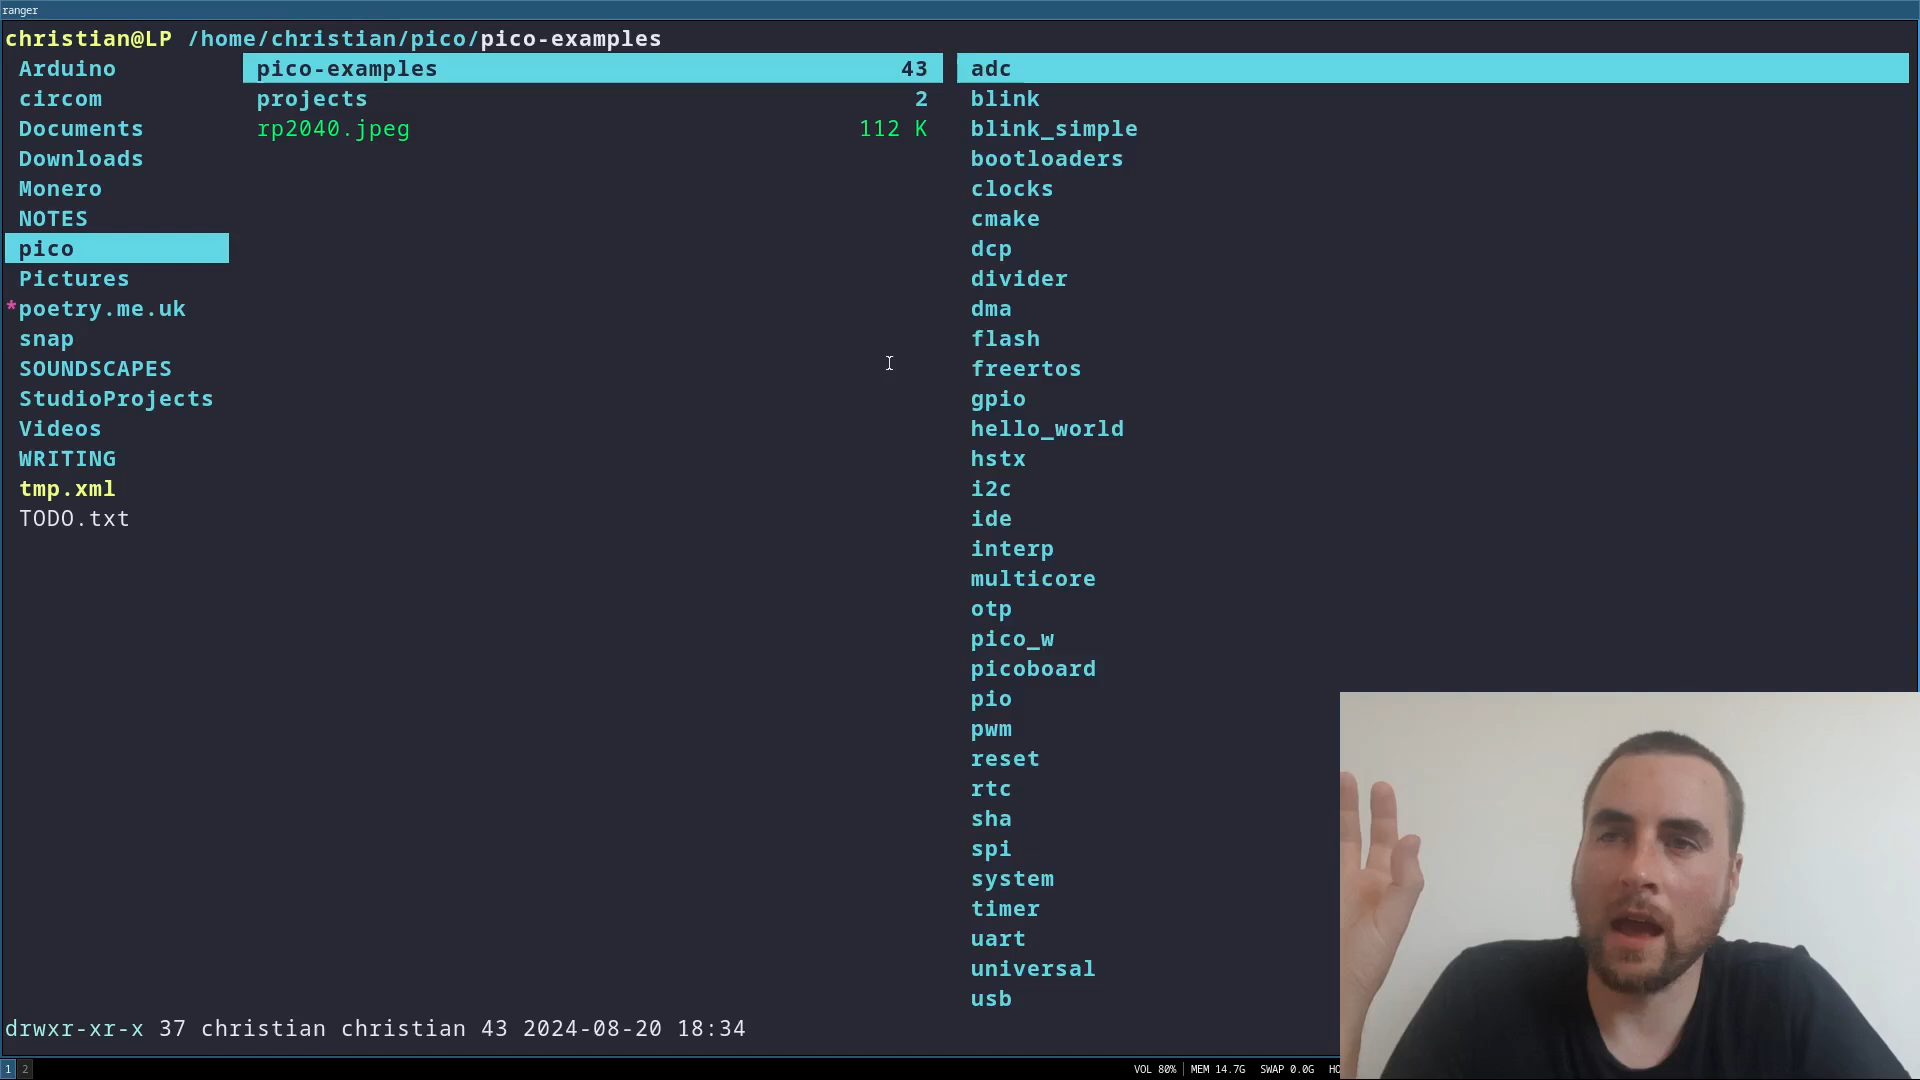 ranger
christian@LP /home/christian/pico/pico-examples
Arduino
circom
Documents
Downloads
Monero
NOTES
pico
Pictures
*poetry.me.uk
snap
SOUNDSCAPES
StudioProjects
Videos
WRITING
tmp.xml
TODO.txt
pico-examples 43
projects 2
rp2040.jpeg 112 K
adc
blink
blink_simple
bootloaders
clocks
cmake
dcp
divider
dma
flash
freertos
gpio
hello_world
hstx
i2c
ide
interp
multicore
otp
pico_w
picoboard
pio
pwm
reset
rtc
sha
spi
system
timer
uart
universal
usb
drwxr-xr-x 37 christian christian 43 2024-08-20 18:34
1 2 VOL 80% | MEM 14.7G SWAP 0.0G HO